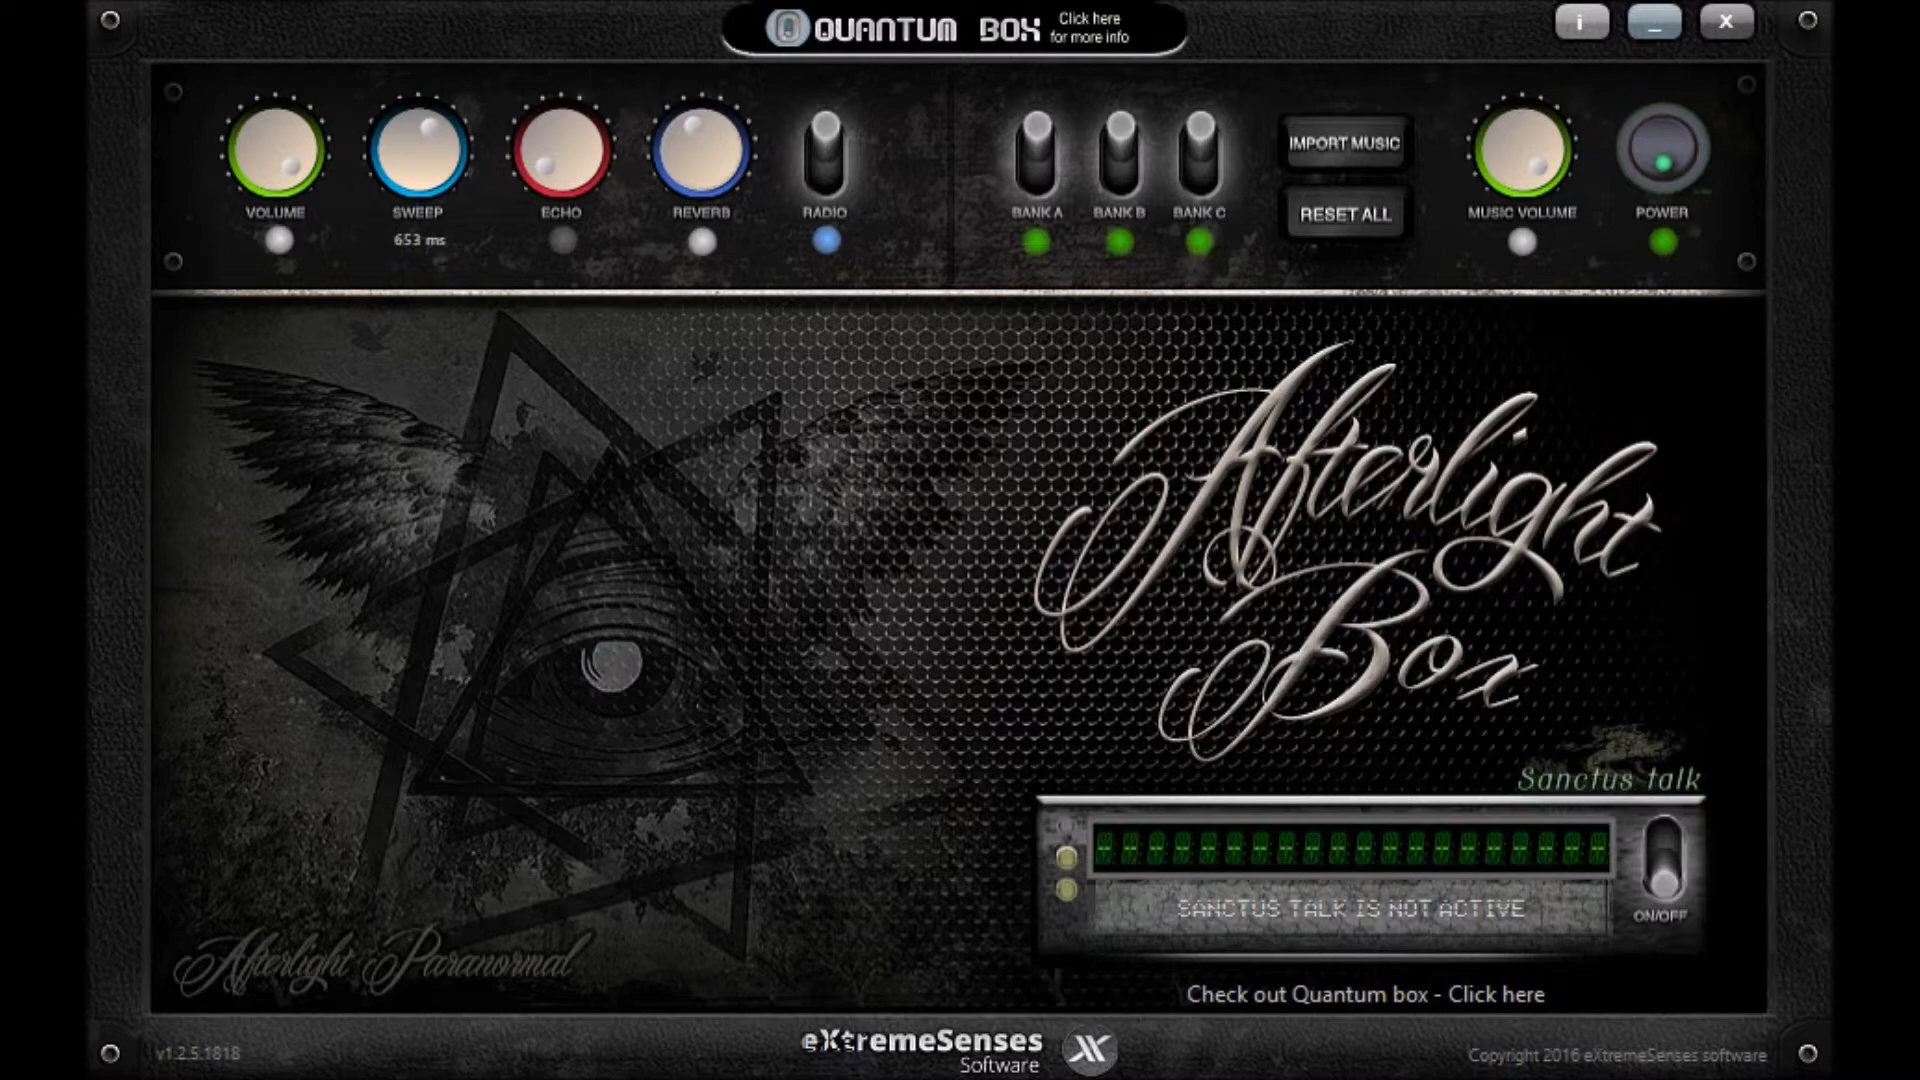 QUANTUM BOX
Click here
for more info
i
_
X
VOLUME
SWEEP
653 ms
ECHO
REVERB
RADIO
BANK A
BANK B
BANK C
IMPORT MUSIC
RESET ALL
MUSIC VOLUME
POWER
Afterlight
Box
Sanctus talk
SANCTUS TALK IS NOT ACTIVE
ON/OFF
Afterlight Paranormal
Check out Quantum box - Click here
eXtremeSenses
Software
v1.2.5.1818
Copyright 2016 eXtremeSenses software